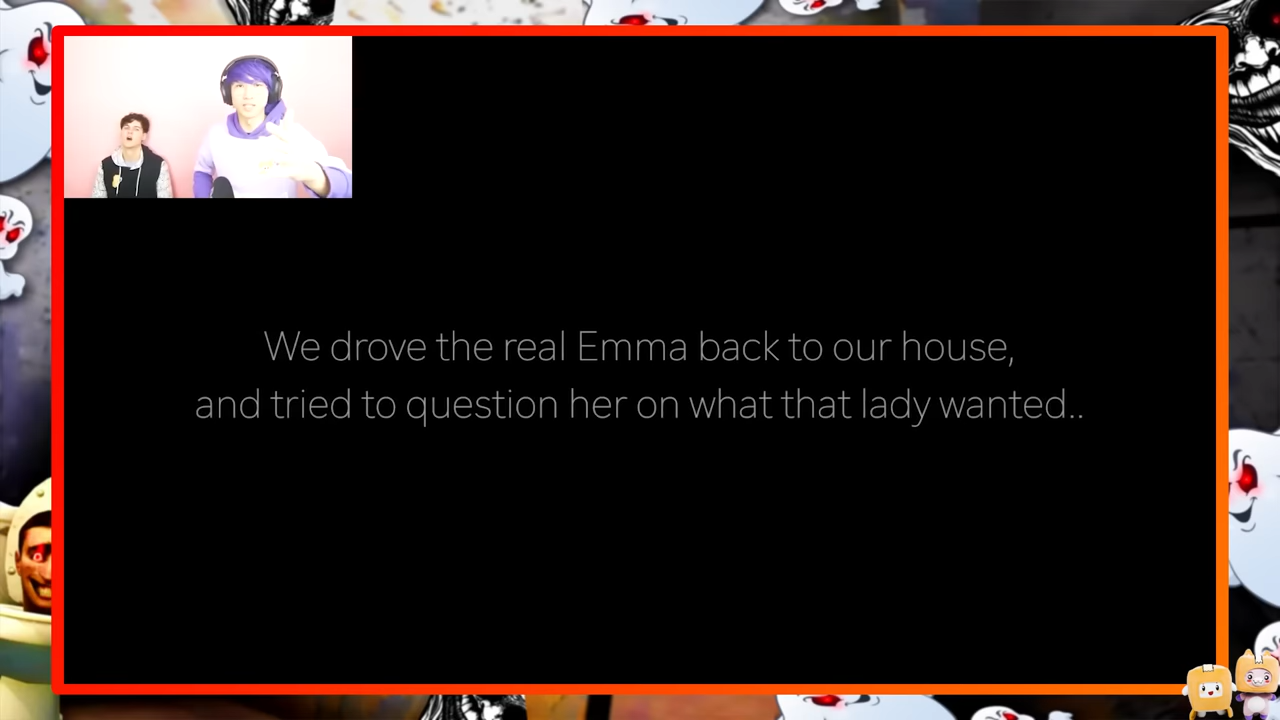 We drove the real Emma back to our house,
and tried to question her on what that lady wanted..